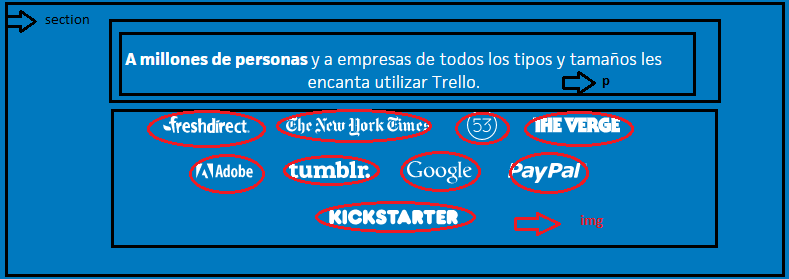 section
A millones de personas y a empresas de todos los tipos y tamaños les
encanta utilizar Trello.
p
freshdirect.
The New York Times
53
THE VERGE
Adobe
tumblr.
Google
PayPal
KICKSTARTER
img